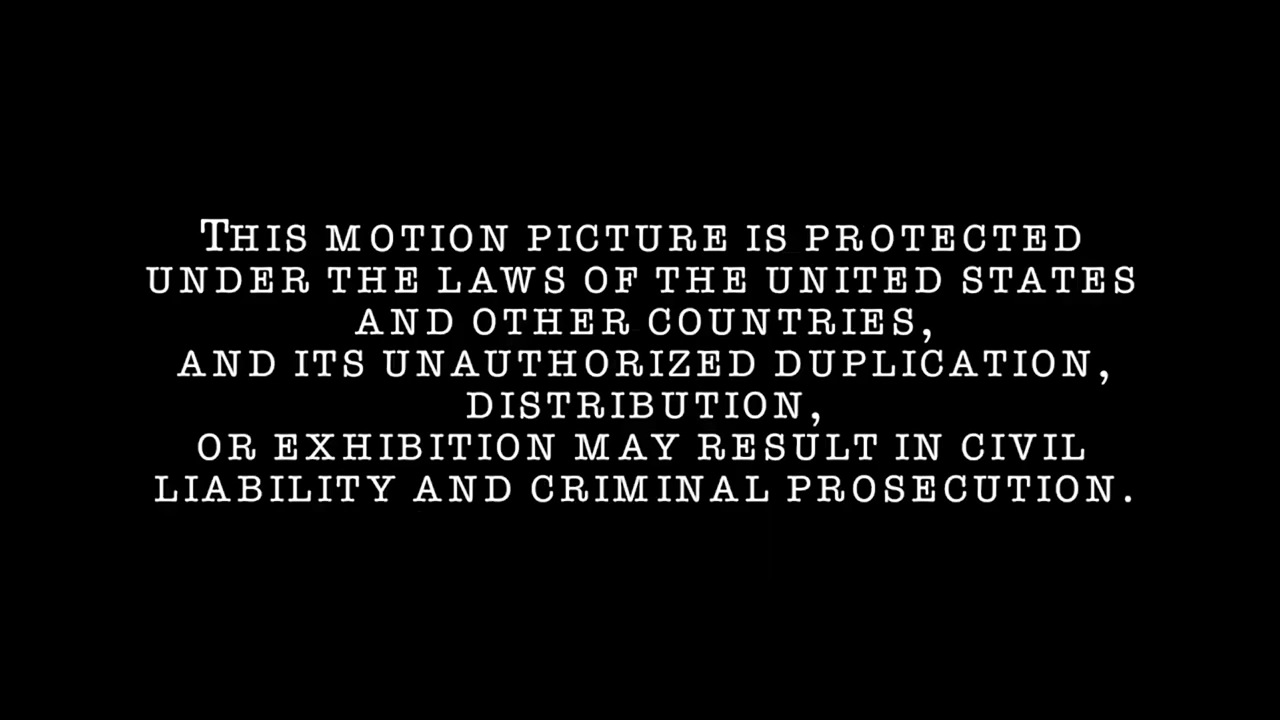 THIS MOTION PICTURE IS PROTECTED
UNDER THE LAWS OF THE UNITED STATES
AND OTHER COUNTRIES,
AND ITS UNAUTHORIZED DUPLICATION,
DISTRIBUTION,
OR EXHIBITION MAY RESULT IN CIVIL
LIABILITY AND CRIMINAL PROSECUTION.